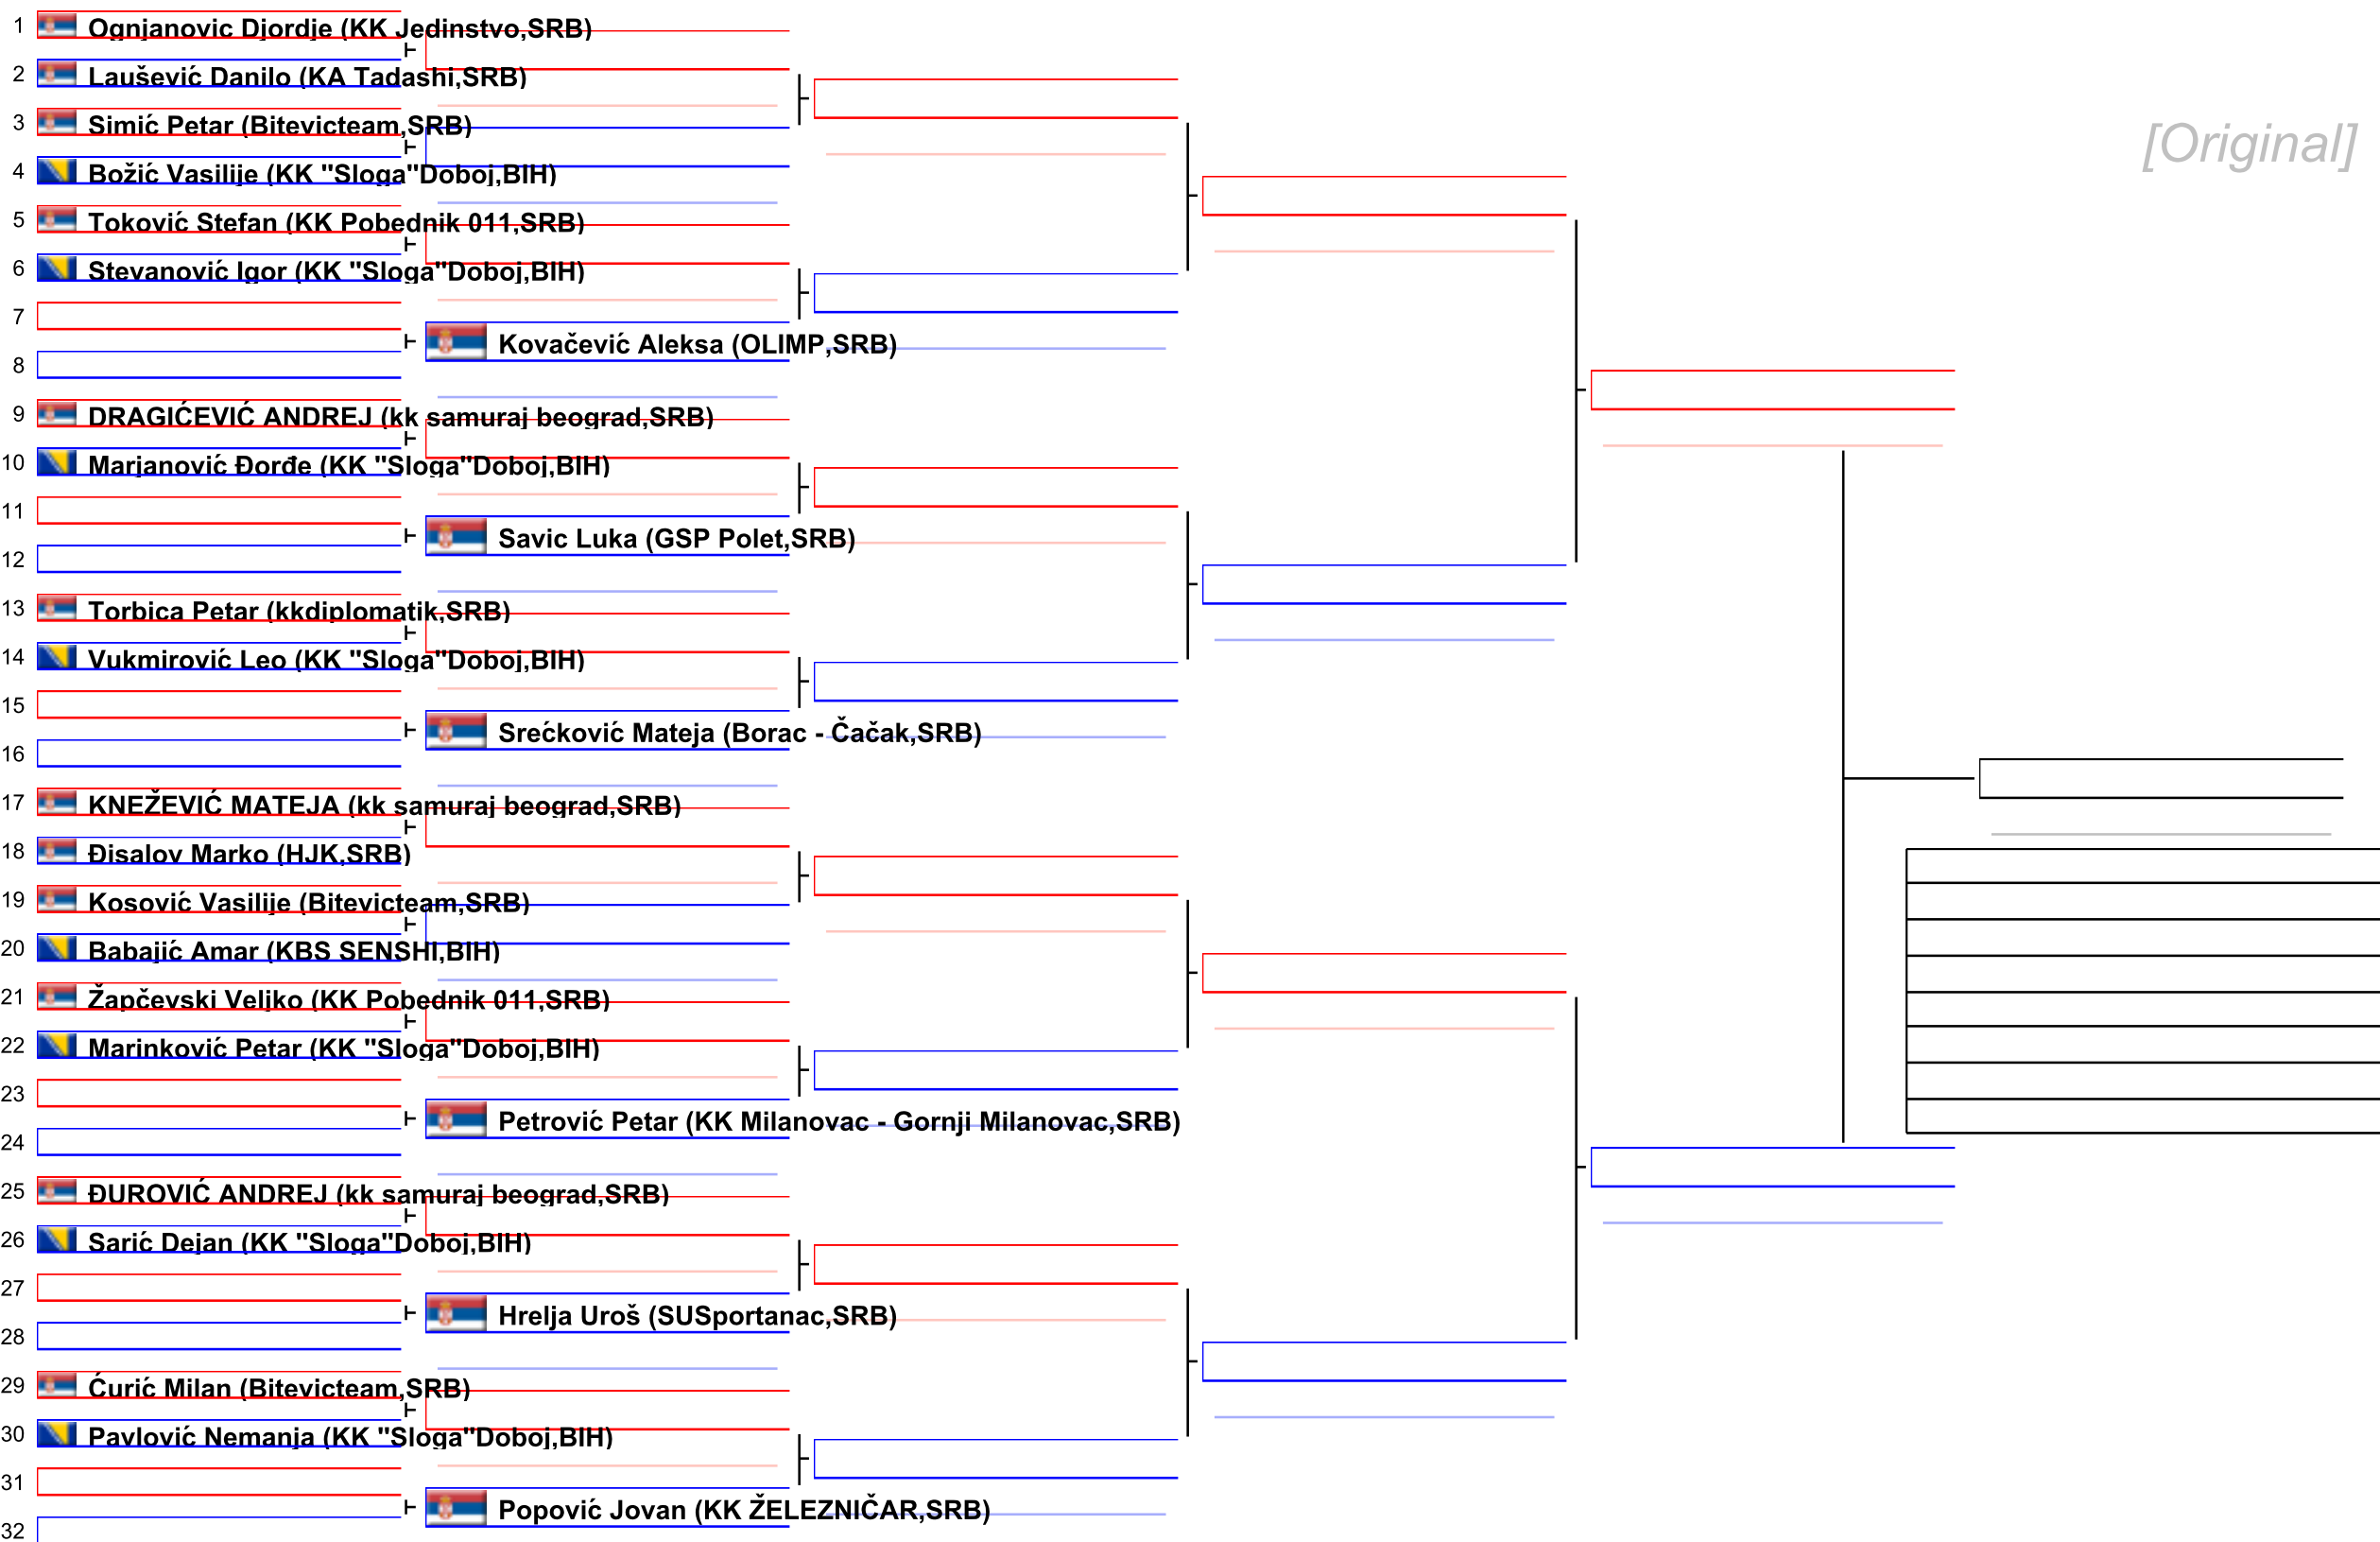 1 Ognjanovic Djordje (KK Jedinstvo,SRB)
2 Laušević Danilo (KA Tadashi,SRB)
3 Simić Petar (Bitevicteam,SRB)
[Original]
4 Božić Vasilije (KK "Sloga"Doboj,BIH)
5 Toković Stefan (KK Pobednik 011,SRB)
6 Stevanović Igor (KK "Sloga"Doboj,BIH)
7
Kovačević Aleksa (OLIMP,SRB)
8
9 DRAGIĆEVIĆ ANDREJ (kk samuraj beograd,SRB)
10 Marjanović Đorđe (KK "Sloga"Doboj,BIH)
11
Savic Luka (GSP Polet,SRB)
12
13 Torbica Petar (kkdiplomatik,SRB)
14 Vukmirović Leo (KK "Sloga"Doboj,BIH)
15
Srećković Mateja (Borac - Čačak,SRB)
16
17 KNEŽEVIĆ MATEJA (kk samuraj beograd,SRB)
18 Đisalov Marko (HJK,SRB)
19 Kosović Vasilije (Bitevicteam,SRB)
20 Babajić Amar (KBS SENSHI,BIH)
21 Žapčevski Veljko (KK Pobednik 011,SRB)
22 Marinković Petar (KK "Sloga"Doboj,BIH)
23
Petrović Petar (KK Milanovac - Gornji Milanovac,SRB)
24
25 ĐUROVIĆ ANDREJ (kk samuraj beograd,SRB)
26 Sarić Dejan (KK "Sloga"Doboj,BIH)
27
Hrelja Uroš (SUSportanac,SRB)
28
29 Ćurić Milan (Bitevicteam,SRB)
30 Pavlović Nemanja (KK "Sloga"Doboj,BIH)
31
Popović Jovan (KK ŽELEZNIČAR,SRB)
32